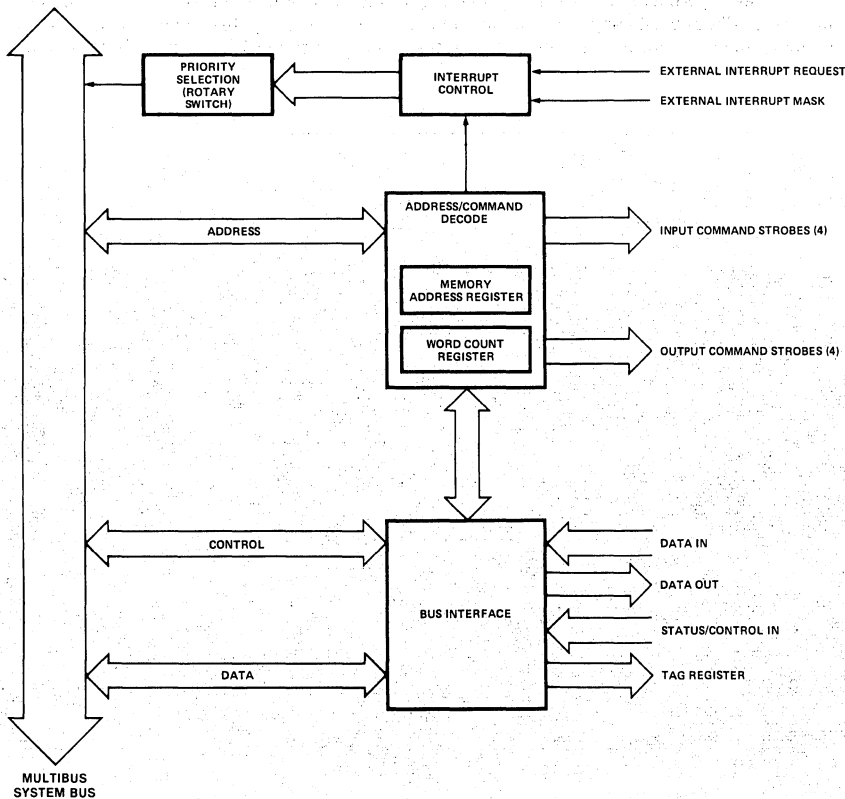 PRIORITY
SELECTION
(ROTARY
SWITCH)
INTERRUPT
CONTROL
EXTERNAL INTERRUPT REQUEST
EXTERNAL INTERRUPT MASK
ADDRESS
ADDRESS/COMMAND
DECODE
MEMORY
ADDRESS REGISTER
WORD COUNT
REGISTER
INPUT COMMAND STROBES (4)
OUTPUT COMMAND STROBES (4)
CONTROL
DATA
BUS INTERFACE
DATA IN
DATA OUT
STATUS/CONTROL IN
TAG REGISTER
MULTIBUS
SYSTEM BUS